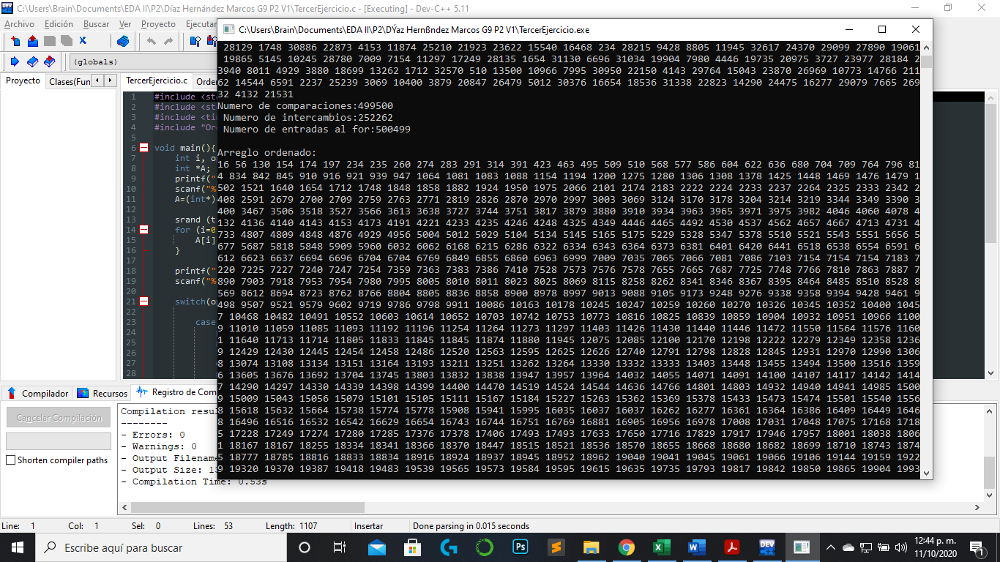 C:\Users\Brain\Documents\EDA II\P2\Díaz Hernández Marcos G9 P2 V1\TercerEjercicio.c - [Executing] - Dev-C++ 5.11
Archivo Edición Buscar Ver Proyecto Ejecutar
(globals)
Proyecto Clases(Fun
TercerEjercicio.c Orden
1 #include <st
2 #include <st
3 #include <ti
4 #include "Or
5
6 void main(){
7 int i, op
8 int *A;
9 printf("
10 scanf("%
11 A=(int*)
12
13 srand (t
14 for (i=0
15 A[i]
16 }
17
18 printf("
19 scanf("%
20
21 switch(o
22
23 case
24
25
26
27
28
C:\Users\Brain\Documents\EDA II\P2\DÝaz Hernßndez Marcos G9 P2 V1\TercerEjercicio.exe
28129 1748 30886 22873 4153 11874 25210 21923 23622 15540 16468 234 28215 9428 8805 11945 32617 24370 29099 27890 19061
19865 5145 10245 28780 7009 7154 11297 17249 28135 1654 31130 6696 31034 19904 7980 4446 19735 20975 3727 23977 28184 2
3940 8011 4929 3880 18699 13262 1712 32570 510 13500 10966 7995 30950 22150 4143 29764 15043 23870 26969 10773 14766 211
62 14544 6591 2237 25239 3069 10400 3879 20847 26479 5012 30376 16654 18536 31338 22823 14290 24475 16277 29079 7665 269
32 4132 21531
Numero de comparaciones:499500
Numero de intercambios:252262
Numero de entradas al for:500499
Arreglo ordenado:
16 56 130 154 174 197 234 235 260 274 283 291 314 391 423 463 495 509 510 568 577 586 604 622 636 680 704 709 764 796 81
4 834 842 845 910 916 921 939 947 1064 1081 1083 1088 1154 1194 1200 1275 1280 1306 1308 1378 1425 1448 1469 1476 1479 1
502 1521 1640 1654 1712 1748 1848 1858 1882 1924 1950 1975 2066 2101 2174 2183 2222 2224 2233 2237 2264 2325 2333 2342 2
408 2591 2679 2700 2709 2759 2763 2771 2819 2826 2870 2970 2997 3003 3069 3124 3170 3178 3204 3214 3219 3344 3349 3390 3
400 3467 3506 3518 3527 3566 3613 3638 3727 3744 3751 3817 3879 3880 3910 3934 3963 3965 3971 3975 3982 4046 4060 4078 4
132 4136 4140 4143 4153 4173 4191 4221 4233 4235 4246 4248 4325 4349 4446 4465 4492 4530 4537 4562 4657 4667 4713 4731 4
733 4807 4809 4848 4876 4929 4956 5004 5012 5029 5104 5134 5145 5165 5175 5229 5328 5347 5378 5510 5521 5543 5551 5656 5
677 5687 5818 5848 5909 5960 6032 6062 6168 6215 6286 6322 6334 6343 6364 6373 6381 6401 6420 6441 6518 6538 6554 6591 6
612 6623 6637 6694 6696 6704 6704 6769 6849 6855 6860 6963 6999 7009 7035 7065 7066 7081 7086 7103 7154 7154 7154 7183 7
220 7225 7227 7240 7247 7254 7359 7363 7383 7386 7410 7528 7573 7576 7578 7655 7665 7687 7725 7748 7766 7810 7863 7887 7
890 7903 7918 7953 7954 7980 7995 8005 8010 8011 8023 8025 8069 8115 8258 8262 8341 8346 8367 8395 8464 8485 8510 8528 8
569 8612 8694 8723 8762 8766 8804 8805 8836 8858 8900 8978 8997 9013 9088 9105 9173 9248 9276 9338 9358 9394 9428 9461 9
498 9507 9521 9579 9602 9719 9786 9798 9911 10086 10163 10178 10245 10247 10259 10260 10270 10326 10345 10352 10400 1045
7 10468 10482 10491 10552 10603 10614 10652 10703 10742 10753 10773 10816 10825 10839 10859 10904 10932 10951 10966 1100
9 11010 11059 11085 11093 11192 11196 11254 11264 11273 11297 11403 11426 11430 11440 11446 11472 11550 11564 11576 1160
1 11640 11713 11714 11805 11833 11845 11845 11874 11880 11945 12075 12085 12100 12170 12198 12222 12279 12349 12358 1236
9 12429 12430 12445 12454 12458 12486 12520 12563 12595 12625 12626 12740 12791 12798 12828 12845 12931 12970 12990 1306
8 13074 13108 13134 13151 13164 13193 13211 13251 13262 13264 13330 13332 13333 13403 13448 13455 13494 13500 13516 1359
6 13605 13676 13692 13704 13745 13803 13832 13838 13947 13957 13964 14032 14055 14071 14091 14100 14107 14117 14142 1414
7 14290 14297 14330 14339 14398 14399 14400 14470 14519 14524 14544 14636 14766 14801 14803 14932 14940 14941 14985 1500
9 15009 15043 15056 15079 15101 15105 15111 15167 15184 15227 15263 15362 15369 15378 15433 15473 15474 15501 15540 1556
8 15618 15632 15664 15738 15774 15778 15908 15941 15995 16035 16037 16037 16262 16277 16361 16364 16386 16409 16449 1646
8 16496 16516 16532 16542 16629 16654 16743 16744 16751 16769 16881 16905 16956 16978 17008 17031 17048 17075 17168 1718
5 17228 17249 17274 17280 17285 17376 17378 17406 17493 17493 17633 17650 17716 17829 17917 17946 17957 18001 18038 1806
1 18167 18167 18255 18334 18341 18366 18370 18447 18515 18521 18536 18570 18655 18668 18680 18682 18699 18710 18743 1874
5 18777 18785 18816 18833 18834 18916 18924 18937 18945 18952 18962 19040 19041 19045 19061 19066 19106 19144 19159 1922
9 19320 19370 19387 19418 19483 19539 19565 19573 19584 19595 19615 19635 19735 19793 19817 19842 19850 19865 19904 1993
Compilador Recursos Registro de Com
Cancelar Compilación
Shorten compiler paths
Compilation resul
--------
- Errors: 0
- Warnings: 0
- Output Filename
- Output Size: 1
- Compilation Time: 0.53s
Line: 1 Col: 1 Sel: 0 Lines: 53 Length: 1107 Insertar Done parsing in 0.015 seconds
Escribe aquí para buscar
Ps
DEV
12:44 p. m.
11/10/2020
1